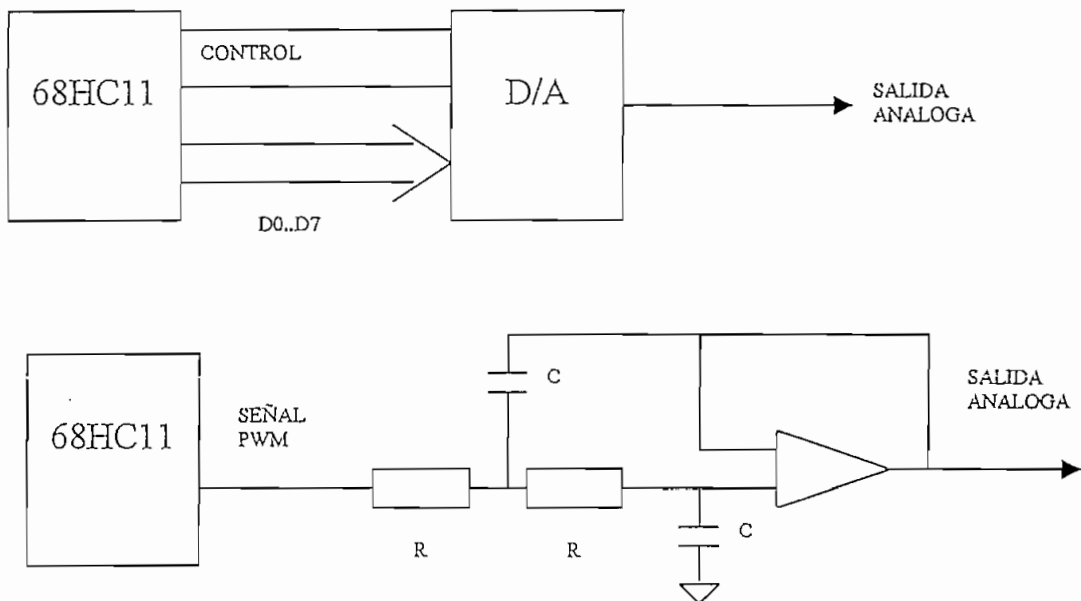 CONTROL
68HC11
D/A
SALIDA
ANALOGA
D0..D7
C
SALIDA
ANALOGA
SEÑAL
PWM
68HC11
C
R
R